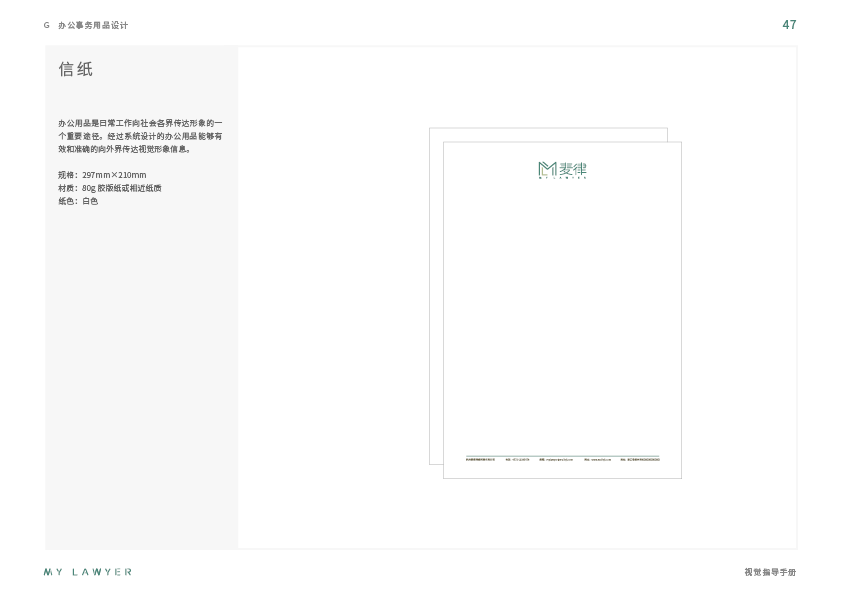 G 办公事务用品设计
47
信纸
办公用品是日常工作向社会各界传达形象的一
个重要途径。经过系统设计的办公用品能够有
效和准确的向外界传达视觉形象信息。
规格：297mm×210mm
材质：80g 胶版纸或相近纸质
纸色：白色
麦律
MY LAWYER
MY LAWYER
视觉指导手册